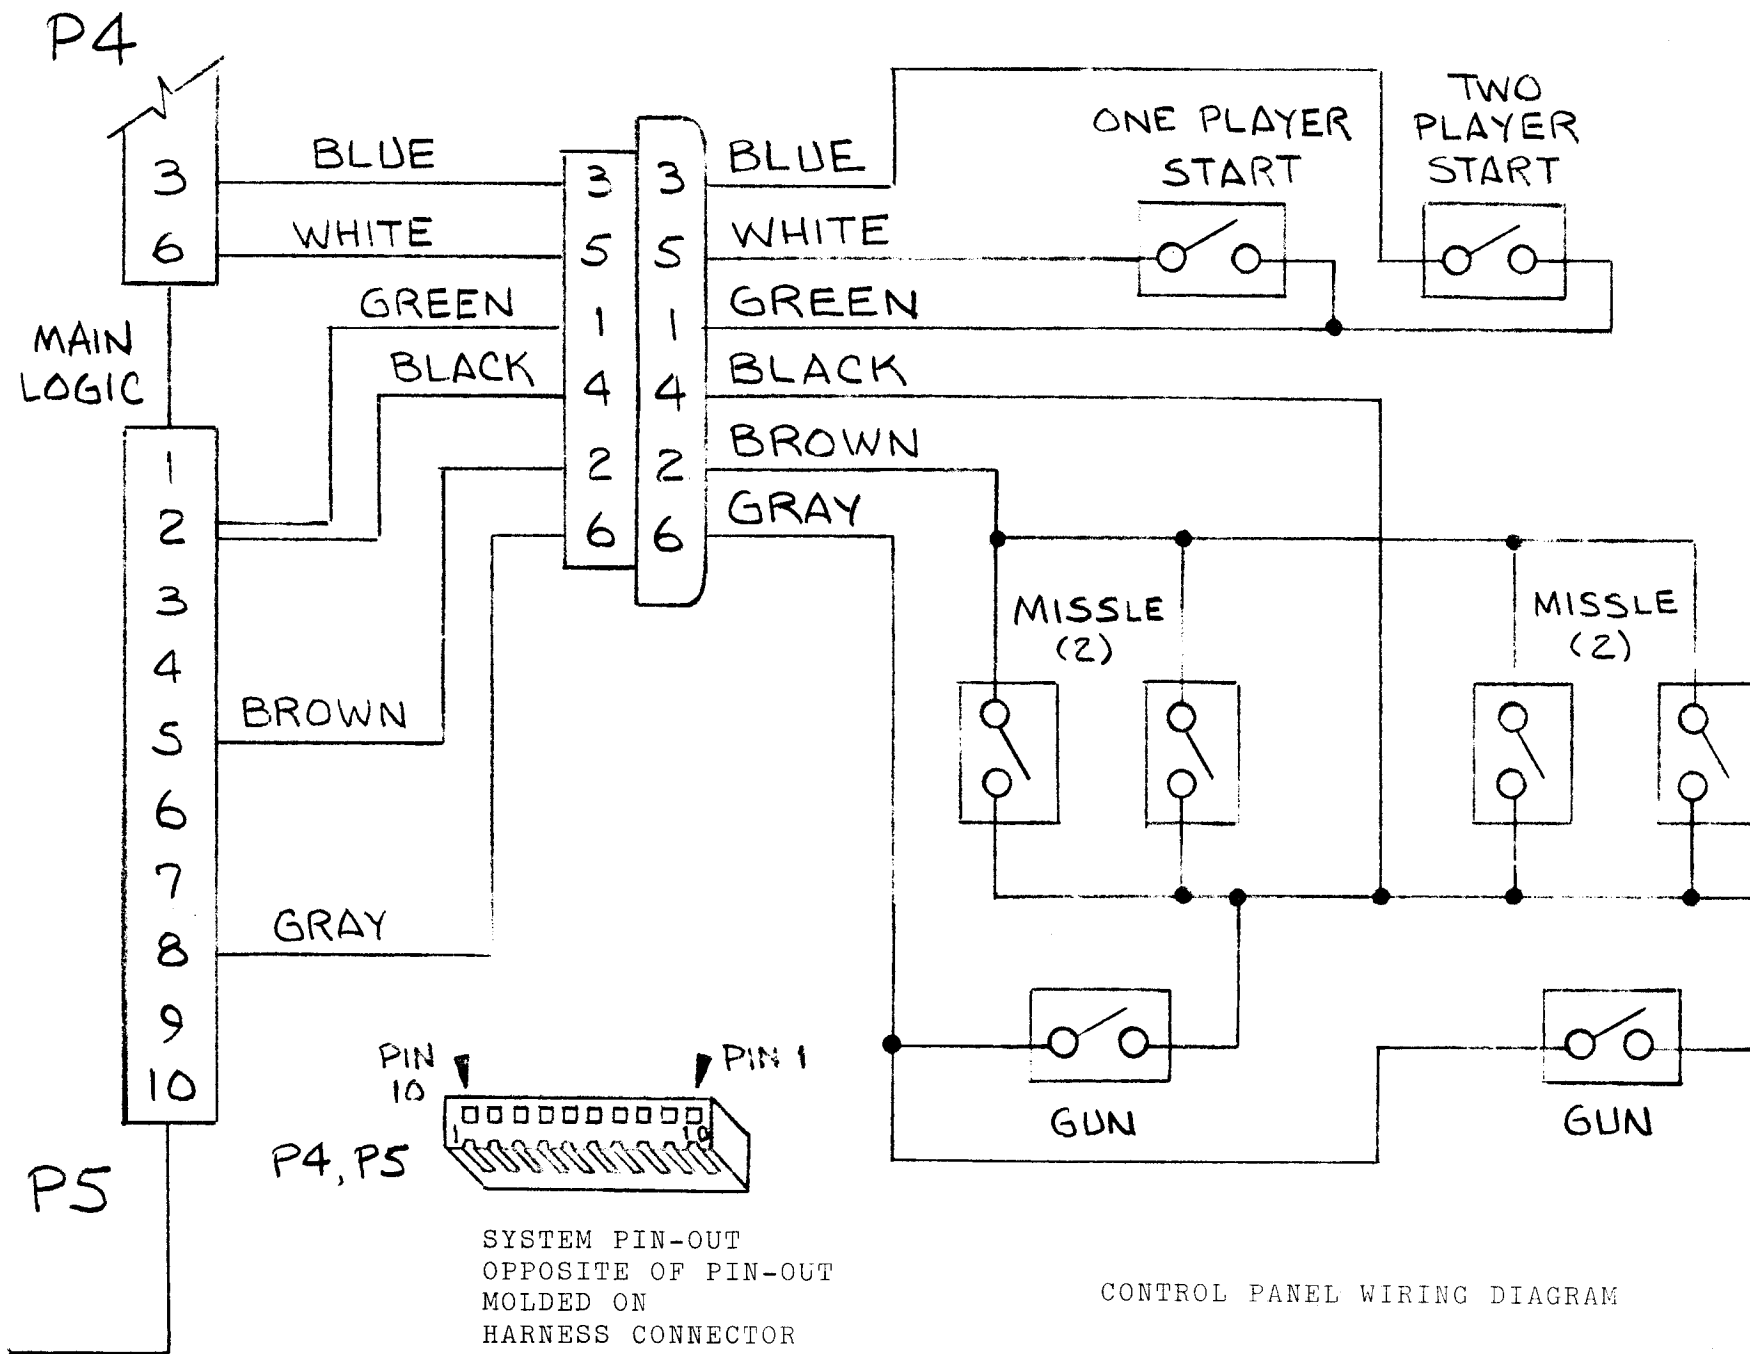 P4
3
6
MAIN
LOGIC
1
2
3
4
5
6
7
8
9
10
P5
BLUE
WHITE
GREEN
BLACK
BROWN
GRAY
3 3
5 5
1 1
4 4
2 2
6 6
BLUE
WHITE
GREEN
BLACK
BROWN
GRAY
ONE PLAYER
START
TWO
PLAYER
START
MISSLE
(2)
MISSLE
(2)
GUN
GUN
PIN
10
PIN 1
1 10
P4, P5
SYSTEM PIN-OUT
OPPOSITE OF PIN-OUT
MOLDED ON
HARNESS CONNECTOR
CONTROL PANEL WIRING DIAGRAM